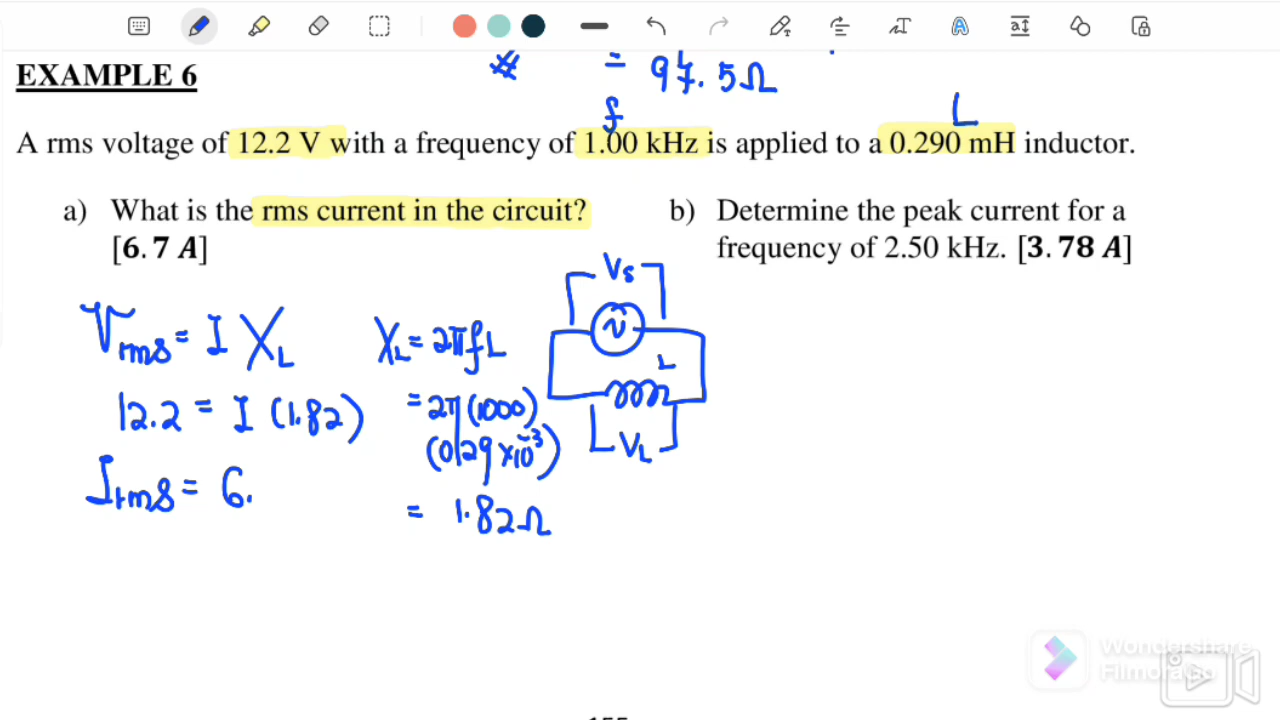 = 97.5Ω
EXAMPLE 6
f
L
A rms voltage of 12.2 V with a frequency of 1.00 kHz is applied to a 0.290 mH inductor.
a) What is the rms current in the circuit?
[6.7 A]
b) Determine the peak current for a
frequency of 2.50 kHz. [3.78 A]
Vrms = I XL
12.2 = I (1.82)
Irms = 6.
XL = 2πfL
= 2π(1000)
(0.29 × 10⁻³)
= 1.82Ω
Vs
L
VL
Wondershare
Filmora